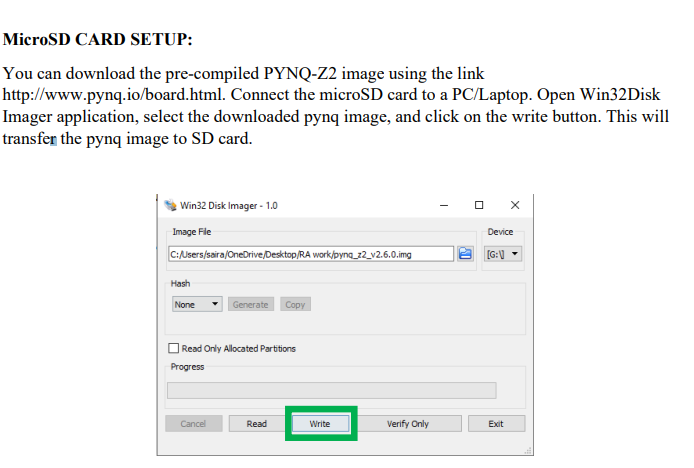 MicroSD CARD SETUP:
You can download the pre-compiled PYNQ-Z2 image using the link
http://www.pynq.io/board.html. Connect the microSD card to a PC/Laptop. Open Win32Disk
Imager application, select the downloaded pynq image, and click on the write button. This will
transfer the pynq image to SD card.
Win32 Disk Imager - 1.0
Image File
Device
C:/Users/saira/OneDrive/Desktop/RA work/pynq_z2_v2.6.0.img
[G:\]
Hash
None
Generate
Copy
Read Only Allocated Partitions
Progress
Cancel
Read
Write
Verify Only
Exit